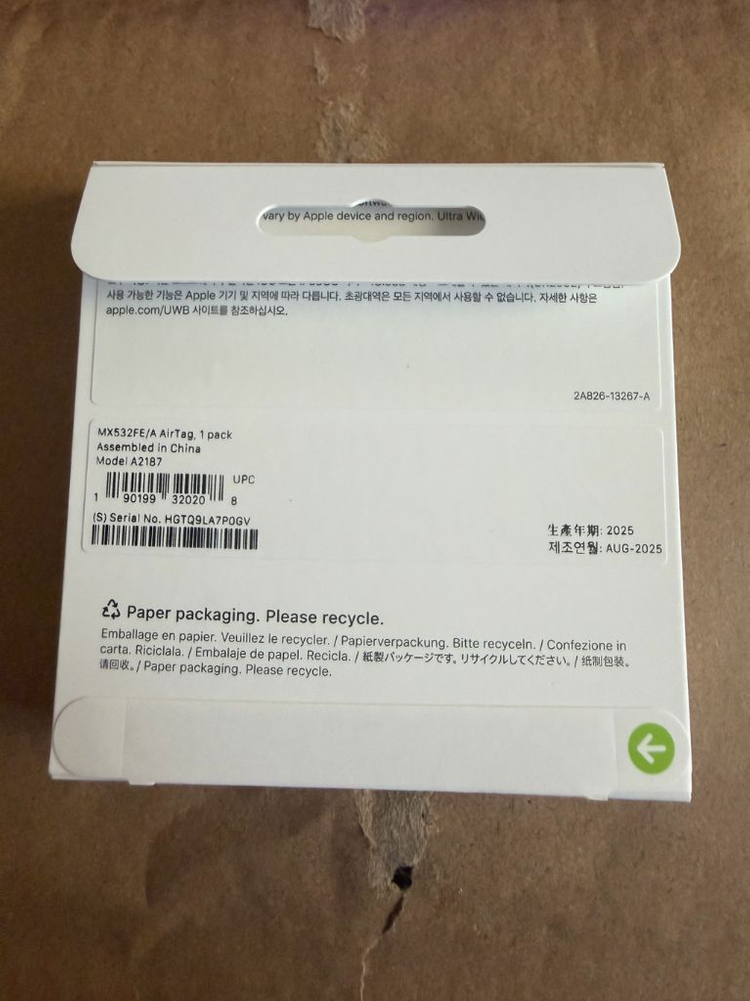 vary by Apple device and region. Ultra
사용 가능한 기능은 Apple 기기 및 지역에 따라 다릅니다. 초광대역은 모든 지역에서 사용할 수 없습니다. 자세한 사항은
apple.com/UWB 사이트를 참조하십시오.
2A826-13267-A
MX532FE/A AirTag, 1 pack
Assembled in China
Model A2187
UPC
1 90199 32020 8
(S) Serial No. HGTQ9LA7P0GV
生產年期: 2025
제조연월: AUG-2025
Paper packaging. Please recycle.
Emballage en papier. Veuillez le recycler. / Papierverpackung. Bitte recyceln. / Confezione in
carta. Riciclala. / Embalaje de papel. Recicla. / 紙製パッケージです。リサイクルしてください。/ 纸制包装。
请回收。/ Paper packaging. Please recycle.